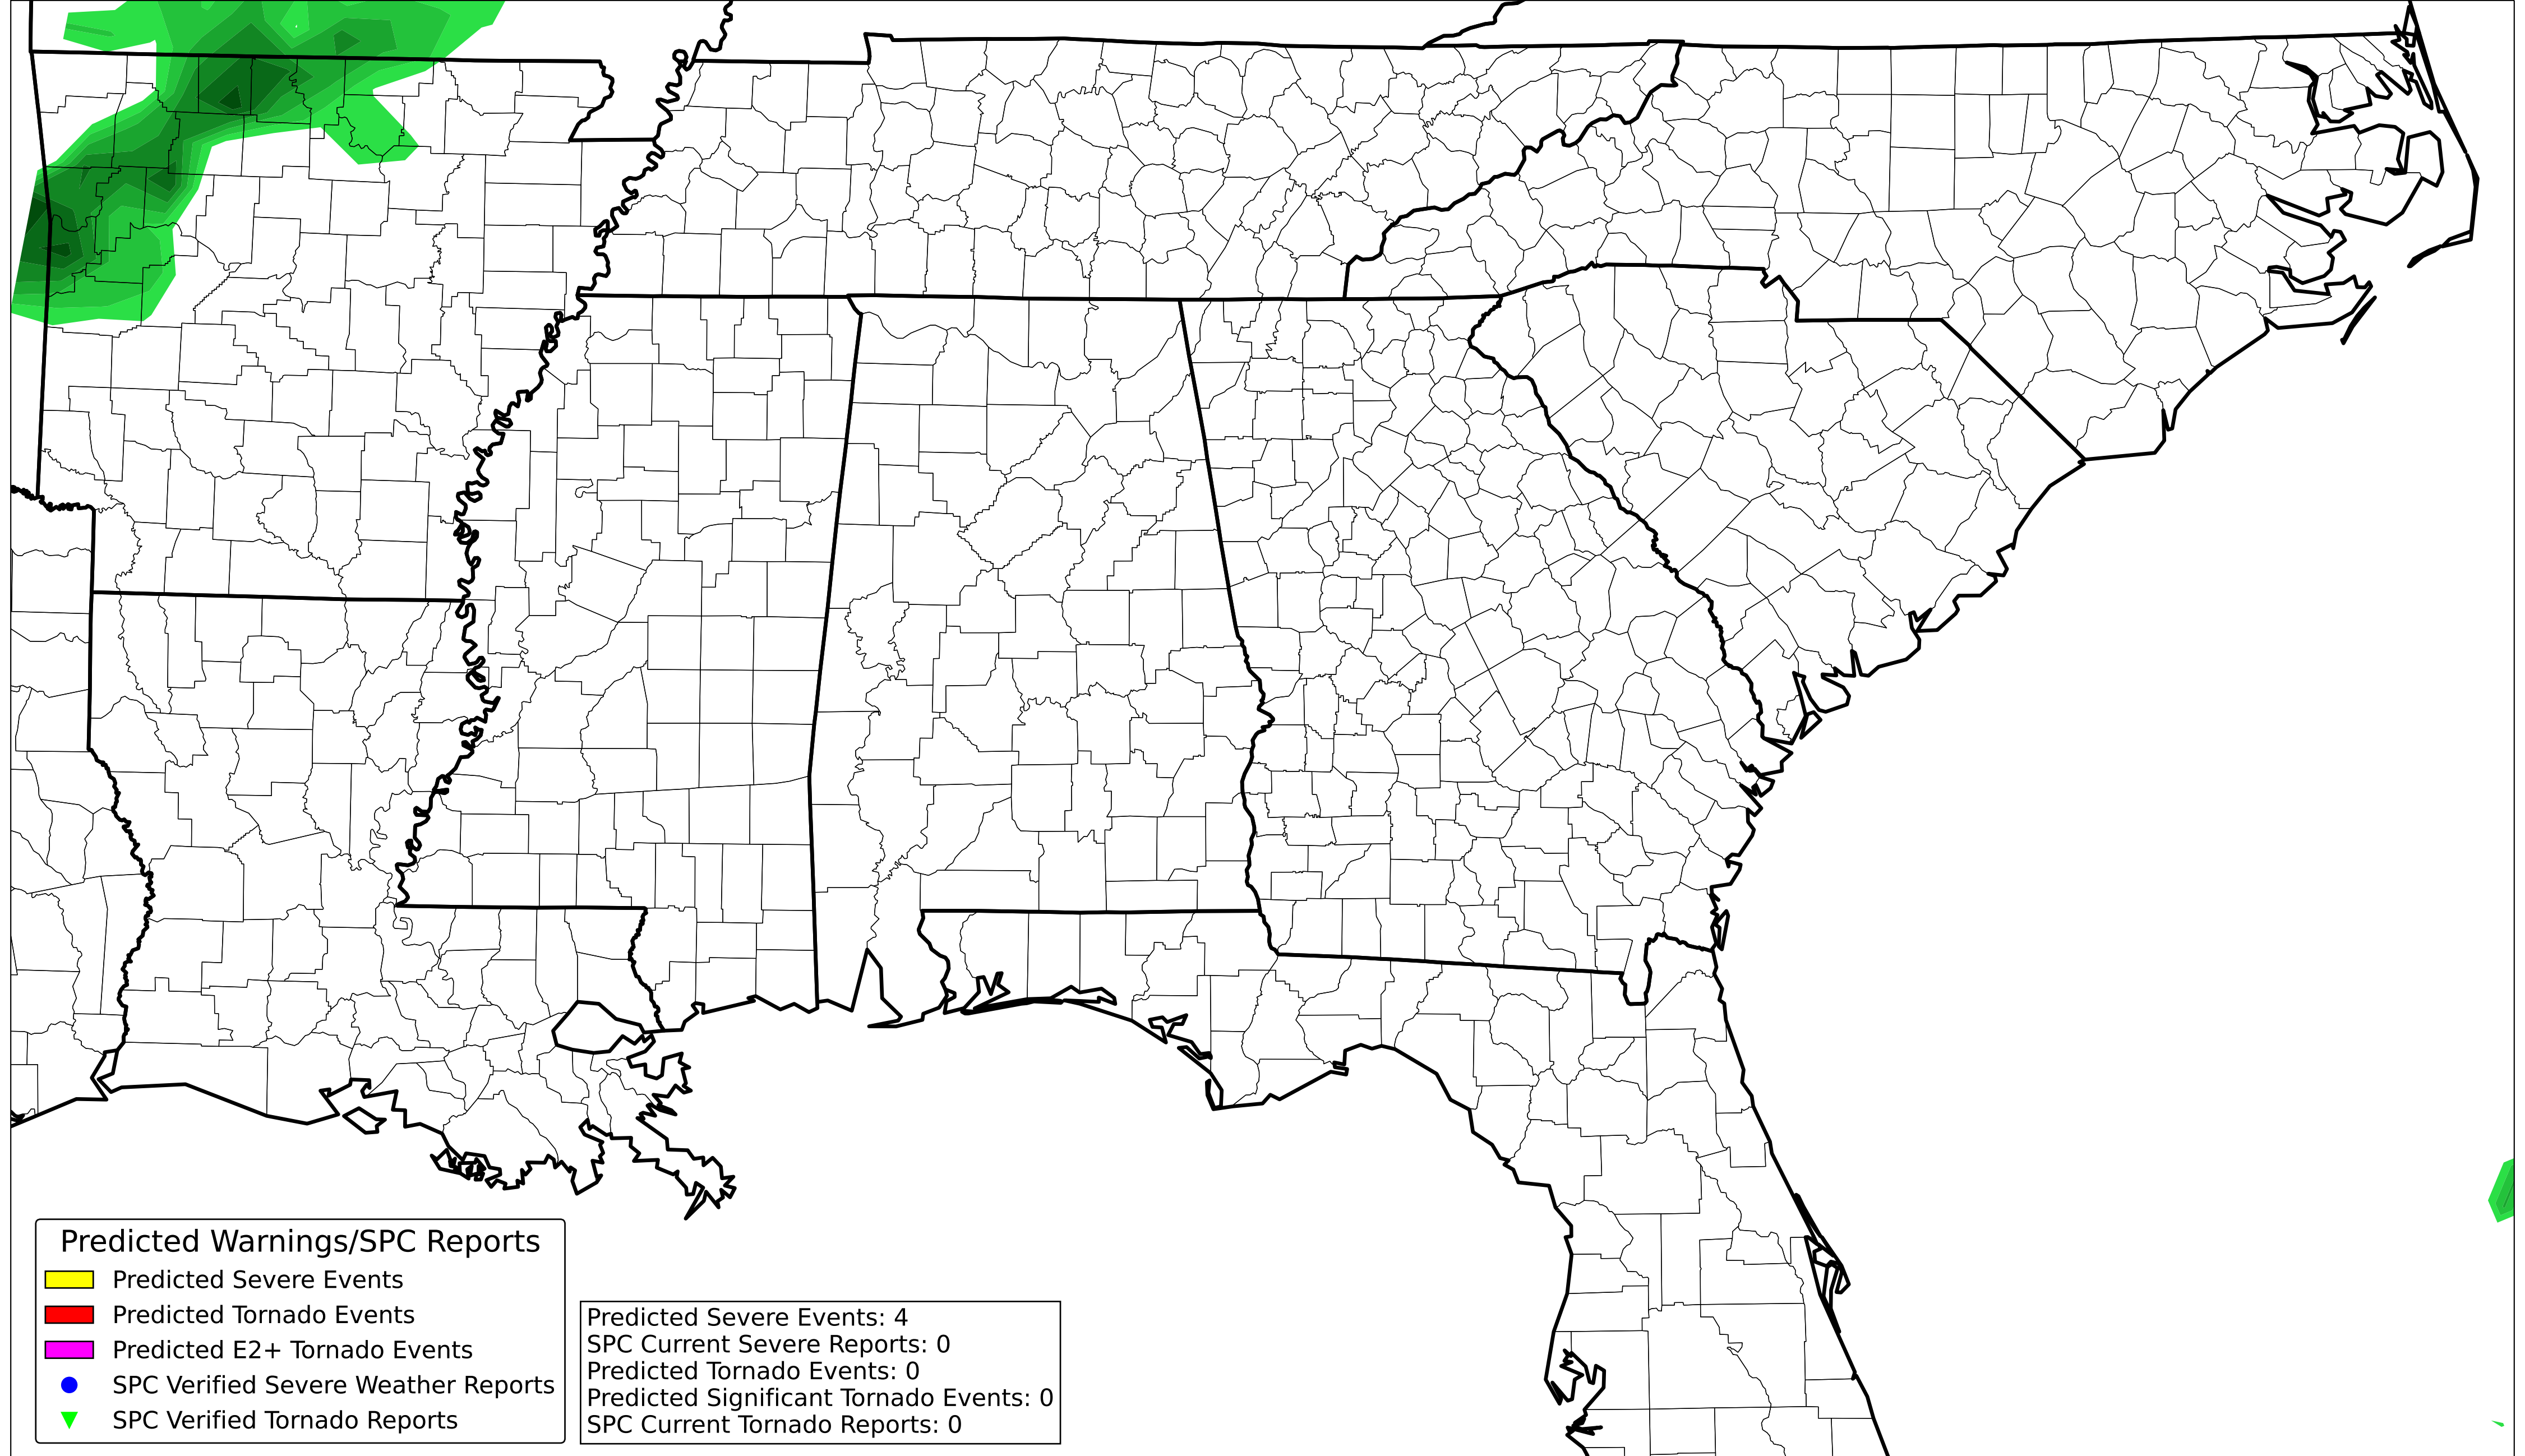 Predicted Warnings/SPC Reports
Predicted Severe Events
Predicted Tornado Events
Predicted E2+ Tornado Events
SPC Verified Severe Weather Reports
SPC Verified Tornado Reports
Predicted Severe Events: 4
SPC Current Severe Reports: 0
Predicted Tornado Events: 0
Predicted Significant Tornado Events: 0
SPC Current Tornado Reports: 0